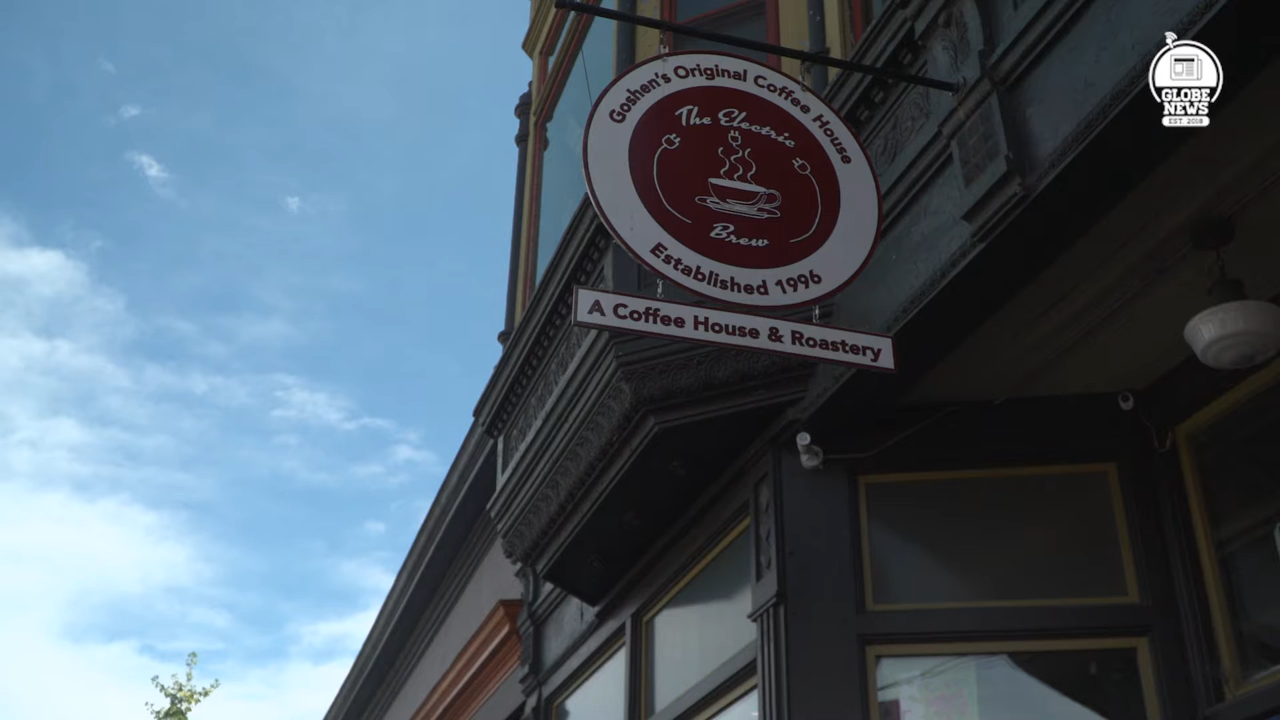 Goshen's Original Coffee House
The Electric
Brew
Established 1996
A Coffee House & Roastery
GLOBE
NEWS
EST. 2018